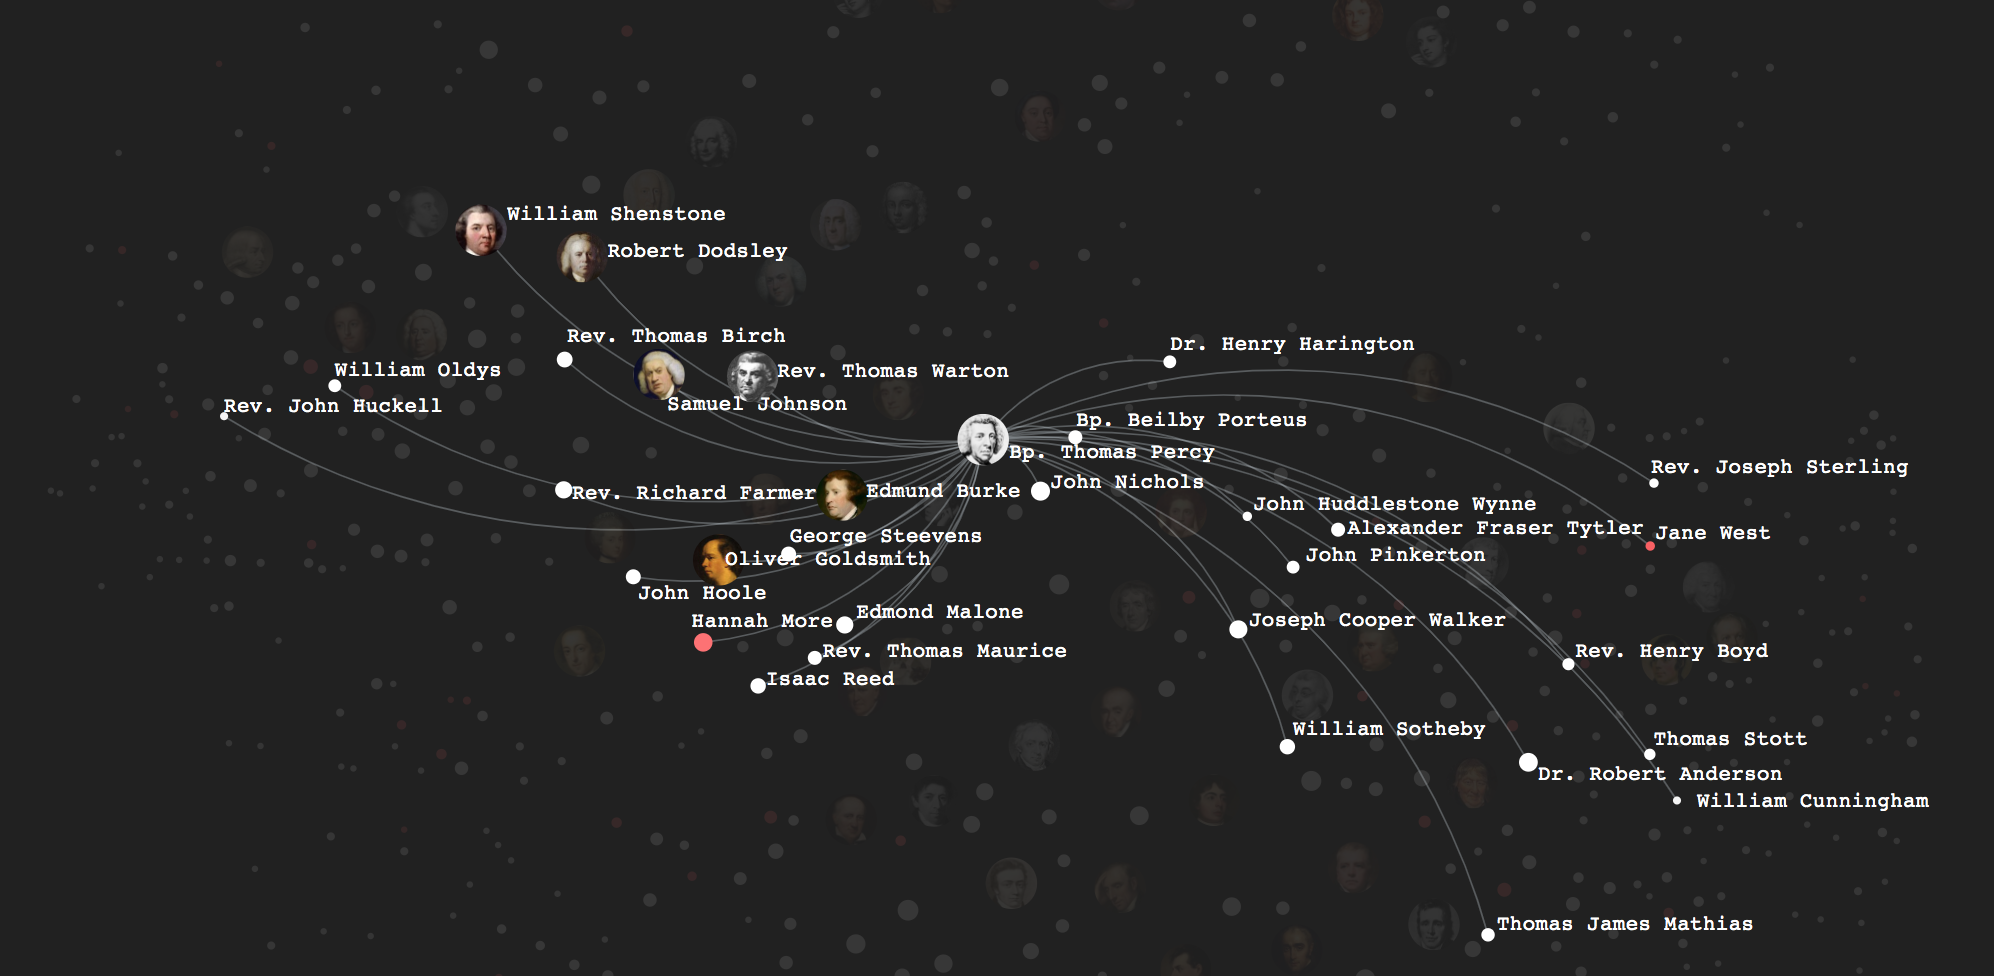 William Shenstone
Robert Dodsley
Rev. Thomas Birch
Dr. Henry Harington
William Oldys
Rev. Thomas Warton
Rev. John Huckell
Samuel Johnson
Bp. Beilby Porteus
Bp. Thomas Percy
Rev. Joseph Sterling
John Nichols
Rev. Richard Farmer
Edmund Burke
John Huddlestone Wynne
Alexander Fraser Tytler
Jane West
George Steevens
Oliver Goldsmith
John Pinkerton
John Hoole
Edmond Malone
Hannah More
Joseph Cooper Walker
Rev. Thomas Maurice
Rev. Henry Boyd
Isaac Reed
William Sotheby
Thomas Stott
Dr. Robert Anderson
William Cunningham
Thomas James Mathias